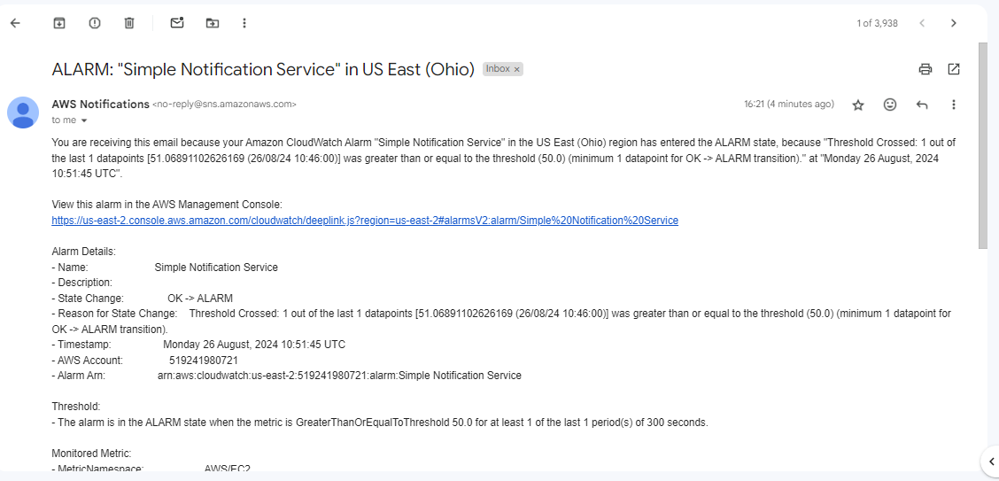 1 of 3,938
ALARM: "Simple Notification Service" in US East (Ohio) Inbox ×
AWS Notifications <no-reply@sns.amazonaws.com> 16:21 (4 minutes ago)
to me
You are receiving this email because your Amazon CloudWatch Alarm "Simple Notification Service" in the US East (Ohio) region has entered the ALARM state, because "Threshold Crossed: 1 out of
the last 1 datapoints [51.06891102626169 (26/08/24 10:46:00)] was greater than or equal to the threshold (50.0) (minimum 1 datapoint for OK -> ALARM transition)." at "Monday 26 August, 2024
10:51:45 UTC".
View this alarm in the AWS Management Console:
https://us-east-2.console.aws.amazon.com/cloudwatch/deeplink.js?region=us-east-2#alarmsV2:alarm/Simple%20Notification%20Service
Alarm Details:
- Name: Simple Notification Service
- Description:
- State Change: OK -> ALARM
- Reason for State Change: Threshold Crossed: 1 out of the last 1 datapoints [51.06891102626169 (26/08/24 10:46:00)] was greater than or equal to the threshold (50.0) (minimum 1 datapoint for
OK -> ALARM transition).
- Timestamp: Monday 26 August, 2024 10:51:45 UTC
- AWS Account: 519241980721
- Alarm Arn: arn:aws:cloudwatch:us-east-2:519241980721:alarm:Simple Notification Service
Threshold:
- The alarm is in the ALARM state when the metric is GreaterThanOrEqualToThreshold 50.0 for at least 1 of the last 1 period(s) of 300 seconds.
Monitored Metric:
- MetricNamespace: AWS/EC2